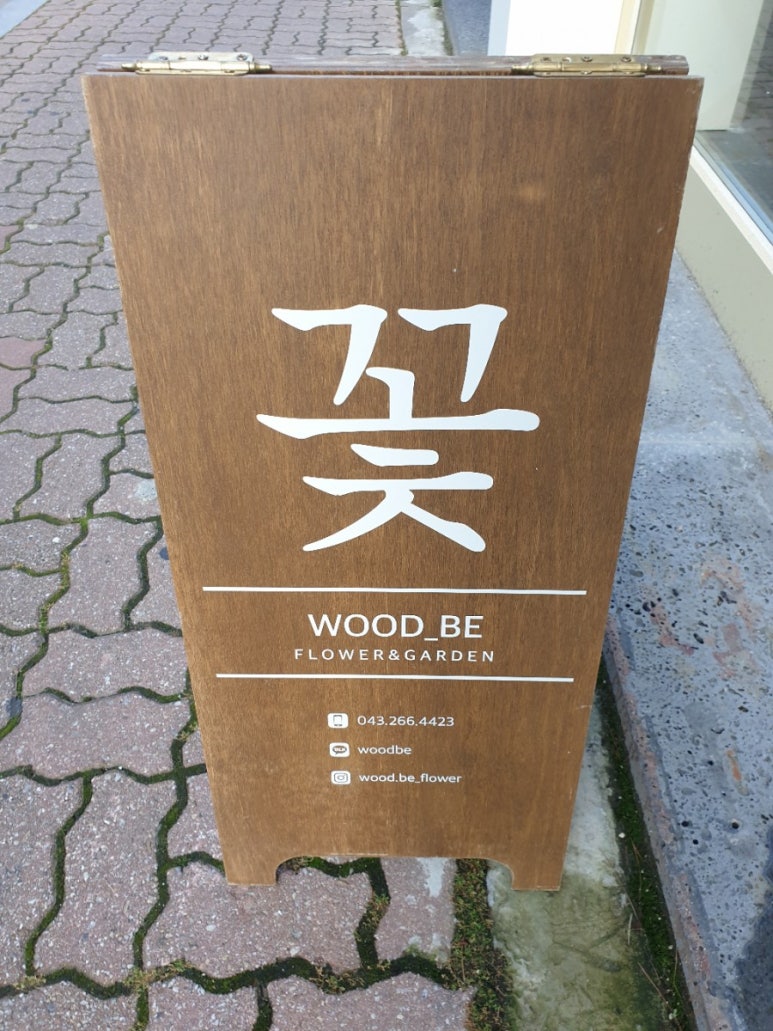 꽃
WOOD_BE
FLOWER&GARDEN
043.266.4423
woodbe
wood.be_flower